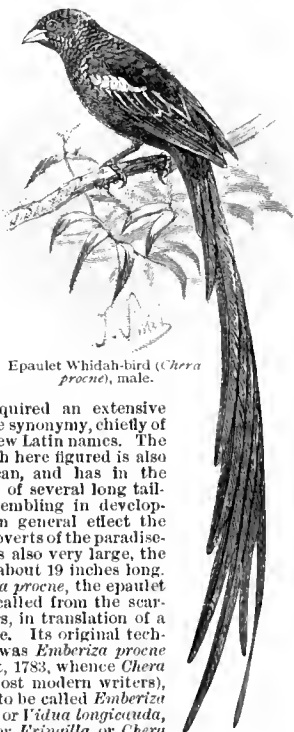 Epaulet Whidah-bird (Chera
procne), male.
quired an extensive
e synonymy, chiefly of
ew Latin names. The
h here figured is also
can, and has in the
of several long tail-
sembling in develop-
n general effect the
overts of the paradise-
s also very large, the
about 19 inches long.
a procne, the epaulet
called from the scar-
rs, in translation of a
e. Its original tech-
was Emberiza procne
t, 1783, whence Chera
ost modern writers),
to be called Emberiza
or Vidua longicauda,
or Fringilla or Chera